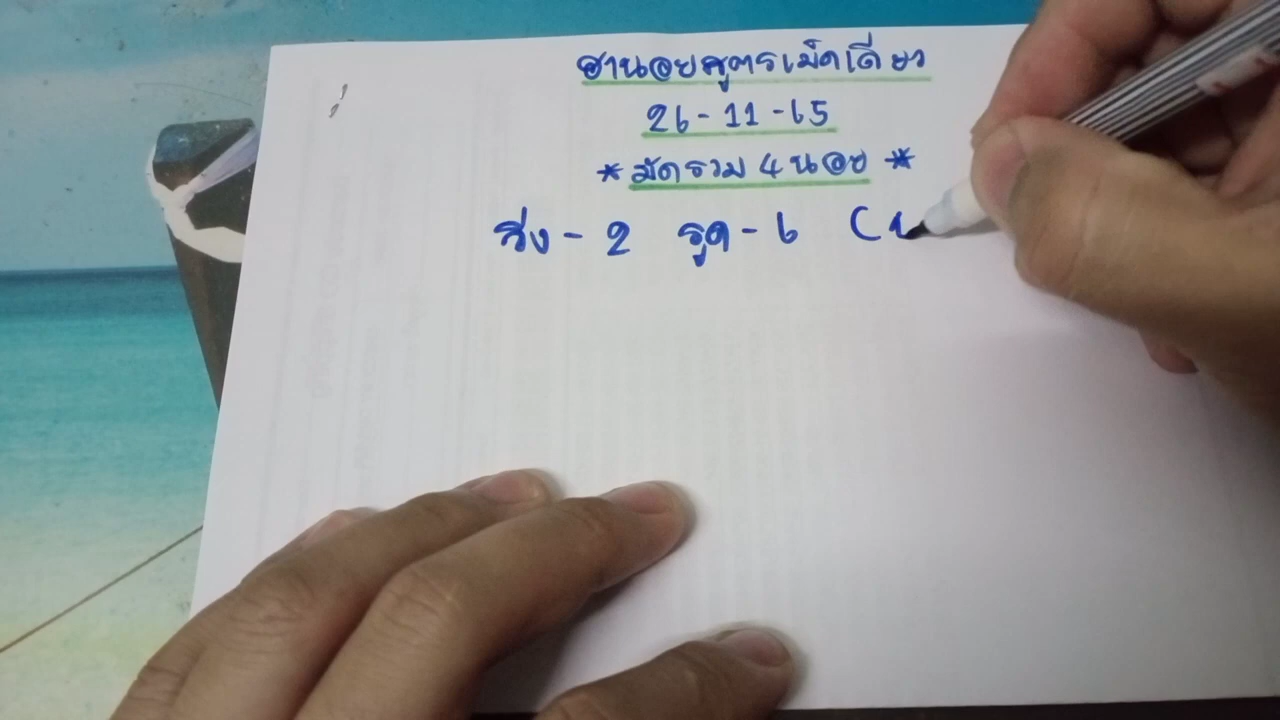 ฮานอยสูตรเม็ดเดียว
26-11-65
*มัดรวม 4 นอย*
วิ่ง - 2 รูด - 6 (